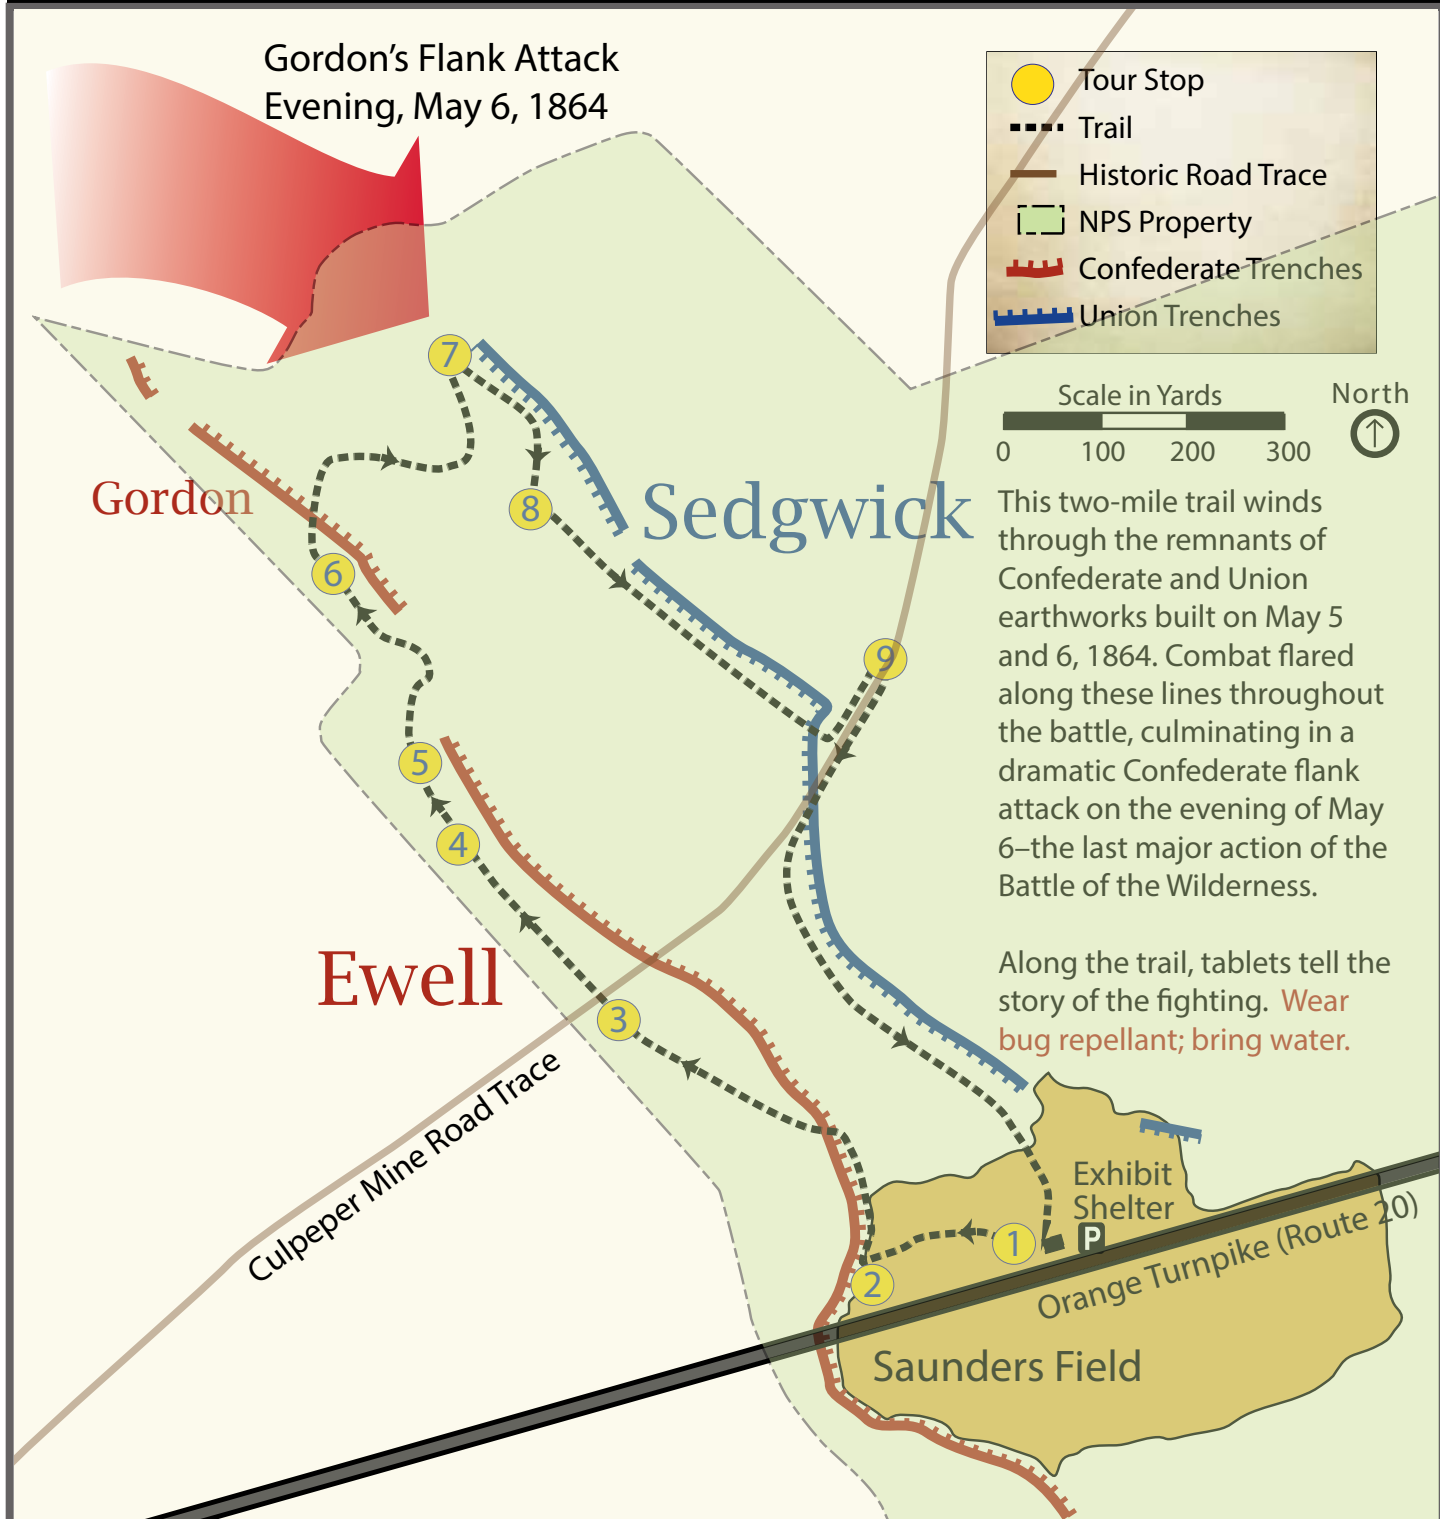 Gordon’s Flank Attack
Evening, May 6, 1864
Tour Stop
Trail
Historic Road Trace
NPS Property
Confederate Trenches
Union Trenches
Scale in Yards
0 100 200 300
North
This two-mile trail winds
through the remnants of
Confederate and Union
earthworks built on May 5
and 6, 1864. Combat flared
along these lines throughout
the battle, culminating in a
dramatic Confederate flank
attack on the evening of May
6–the last major action of the
Battle of the Wilderness.
Along the trail, tablets tell the
story of the fighting. Wear
bug repellant; bring water.
7
Gordon
8
Sedgwick
6
9
5
4
Ewell
3
Culpeper Mine Road Trace
Exhibit
Shelter
1
P
2
Orange Turnpike (Route 20)
Saunders Field